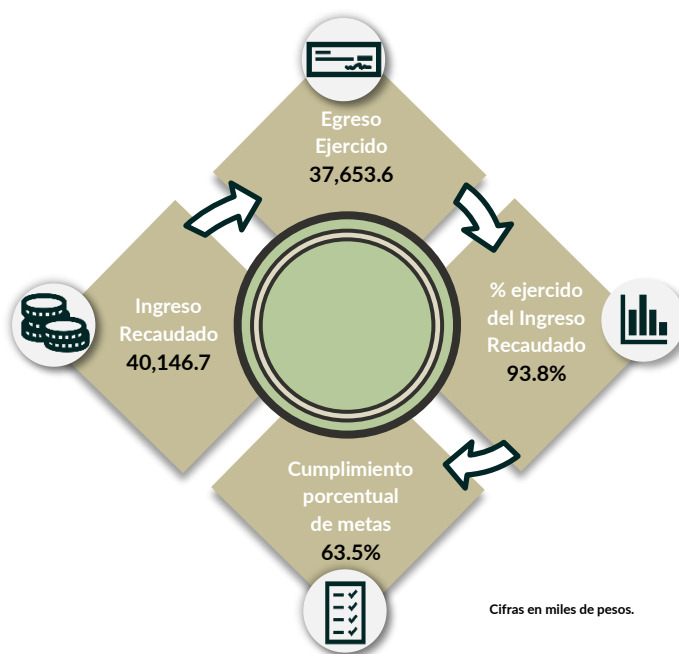 Egreso
Ejercido
37,653.6
Ingreso
Recaudado
40,146.7
% ejercido
del Ingreso
Recaudado
93.8%
Cumplimiento
porcentual
de metas
63.5%
Cifras en miles de pesos.